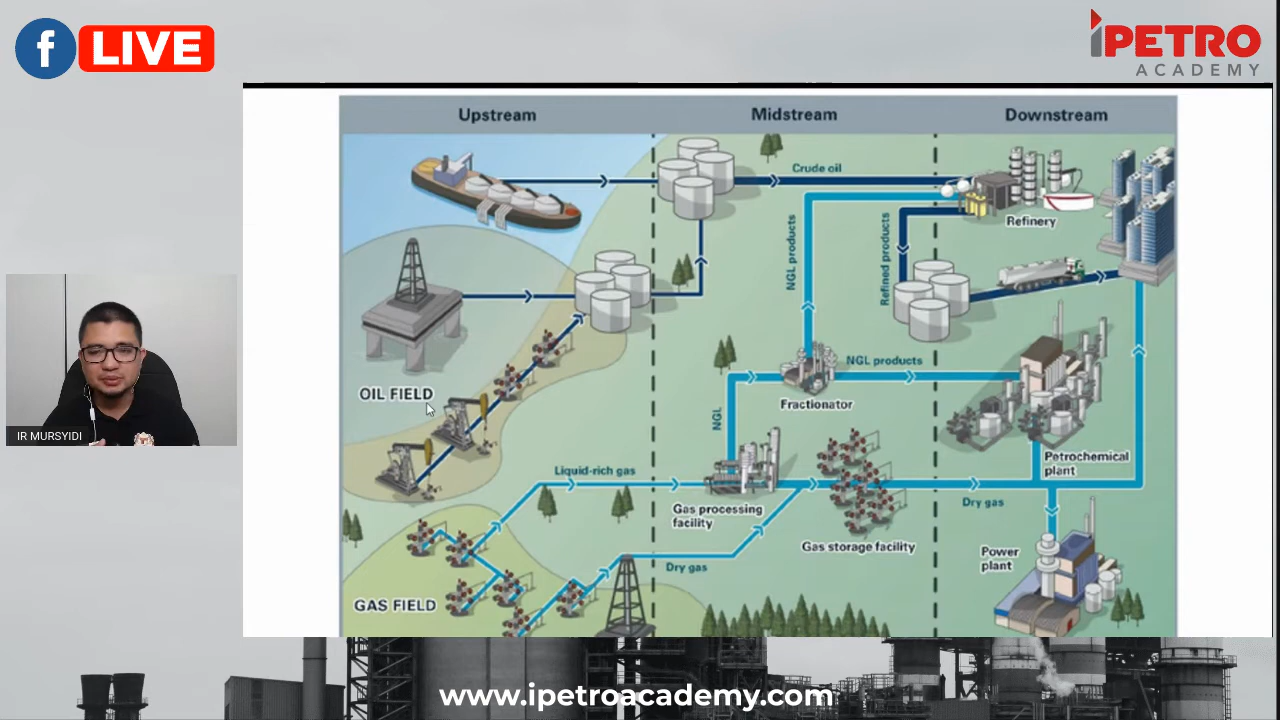 f LIVE
iPETRO
ACADEMY
Upstream Midstream Downstream
Crude oil
Refinery
NGL products
Refined products
OIL FIELD
NGL products
Fractionator
NGL
Petrochemical
plant
Liquid-rich gas
Gas processing
facility
Dry gas
Gas storage facility
Dry gas
Power
plant
GAS FIELD
IR MURSYIDI
www.ipetroacademy.com